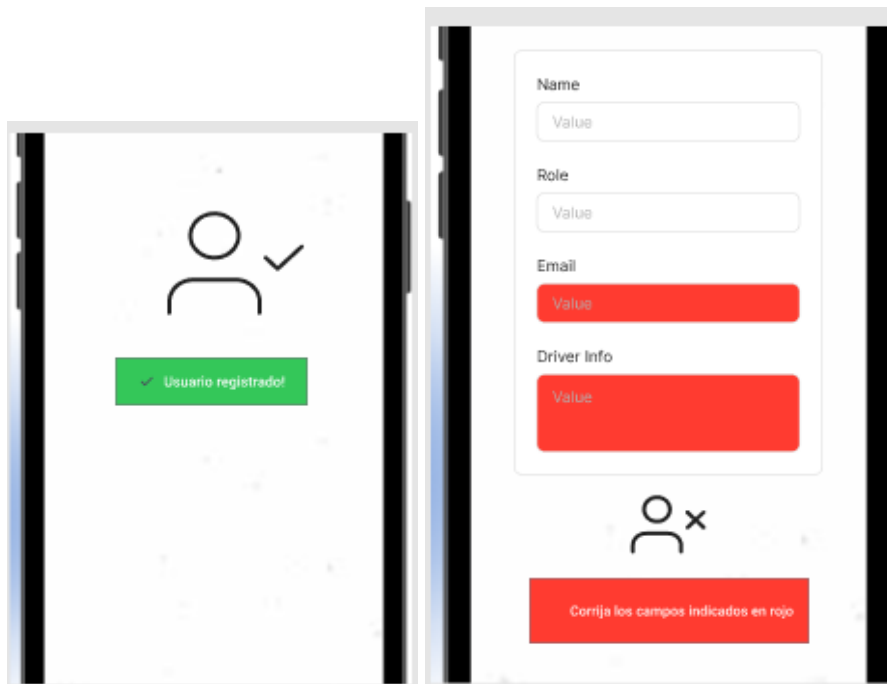 Usuario registrado!
Name
Value
Role
Value
Email
Value
Driver Info
Value
Corrija los campos indicados en rojo